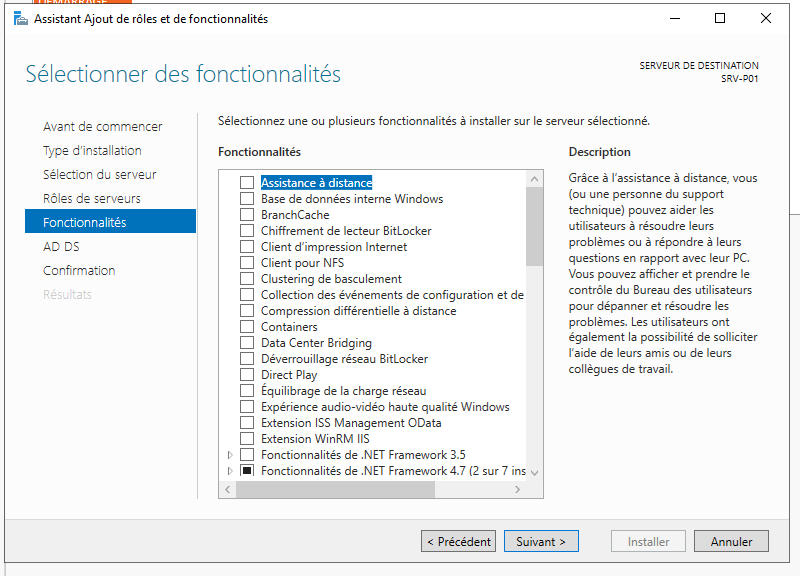 DÉMARRAGE
Assistant Ajout de rôles et de fonctionnalités
Sélectionner des fonctionnalités
SERVEUR DE DESTINATION
SRV-P01
Avant de commencer
Type d'installation
Sélection du serveur
Rôles de serveurs
Fonctionnalités
AD DS
Confirmation
Résultats
Sélectionnez une ou plusieurs fonctionnalités à installer sur le serveur sélectionné.
Fonctionnalités
Assistance à distance
Base de données interne Windows
BranchCache
Chiffrement de lecteur BitLocker
Client d'impression Internet
Client pour NFS
Clustering de basculement
Collection des événements de configuration et de
Compression différentielle à distance
Containers
Data Center Bridging
Déverrouillage réseau BitLocker
Direct Play
Équilibrage de la charge réseau
Expérience audio-vidéo haute qualité Windows
Extension ISS Management OData
Extension WinRM IIS
Fonctionnalités de .NET Framework 3.5
Fonctionnalités de .NET Framework 4.7 (2 sur 7 ins
Description
Grâce à l'assistance à distance, vous
(ou une personne du support
technique) pouvez aider les
utilisateurs à résoudre leurs
problèmes ou à répondre à leurs
questions en rapport avec leur PC.
Vous pouvez afficher et prendre le
contrôle du Bureau des utilisateurs
pour dépanner et résoudre les
problèmes. Les utilisateurs ont
également la possibilité de solliciter
l'aide de leurs amis ou de leurs
collègues de travail.
< Précédent
Suivant >
Installer
Annuler